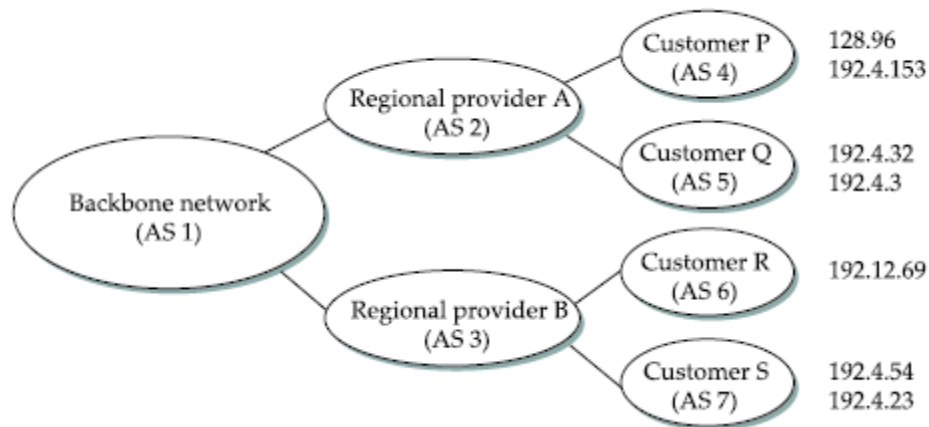 Customer P
(AS 4)
128.96
192.4.153
Regional provider A
(AS 2)
Customer Q
(AS 5)
192.4.32
192.4.3
Backbone network
(AS 1)
Customer R
(AS 6)
192.12.69
Regional provider B
(AS 3)
Customer S
(AS 7)
192.4.54
192.4.23